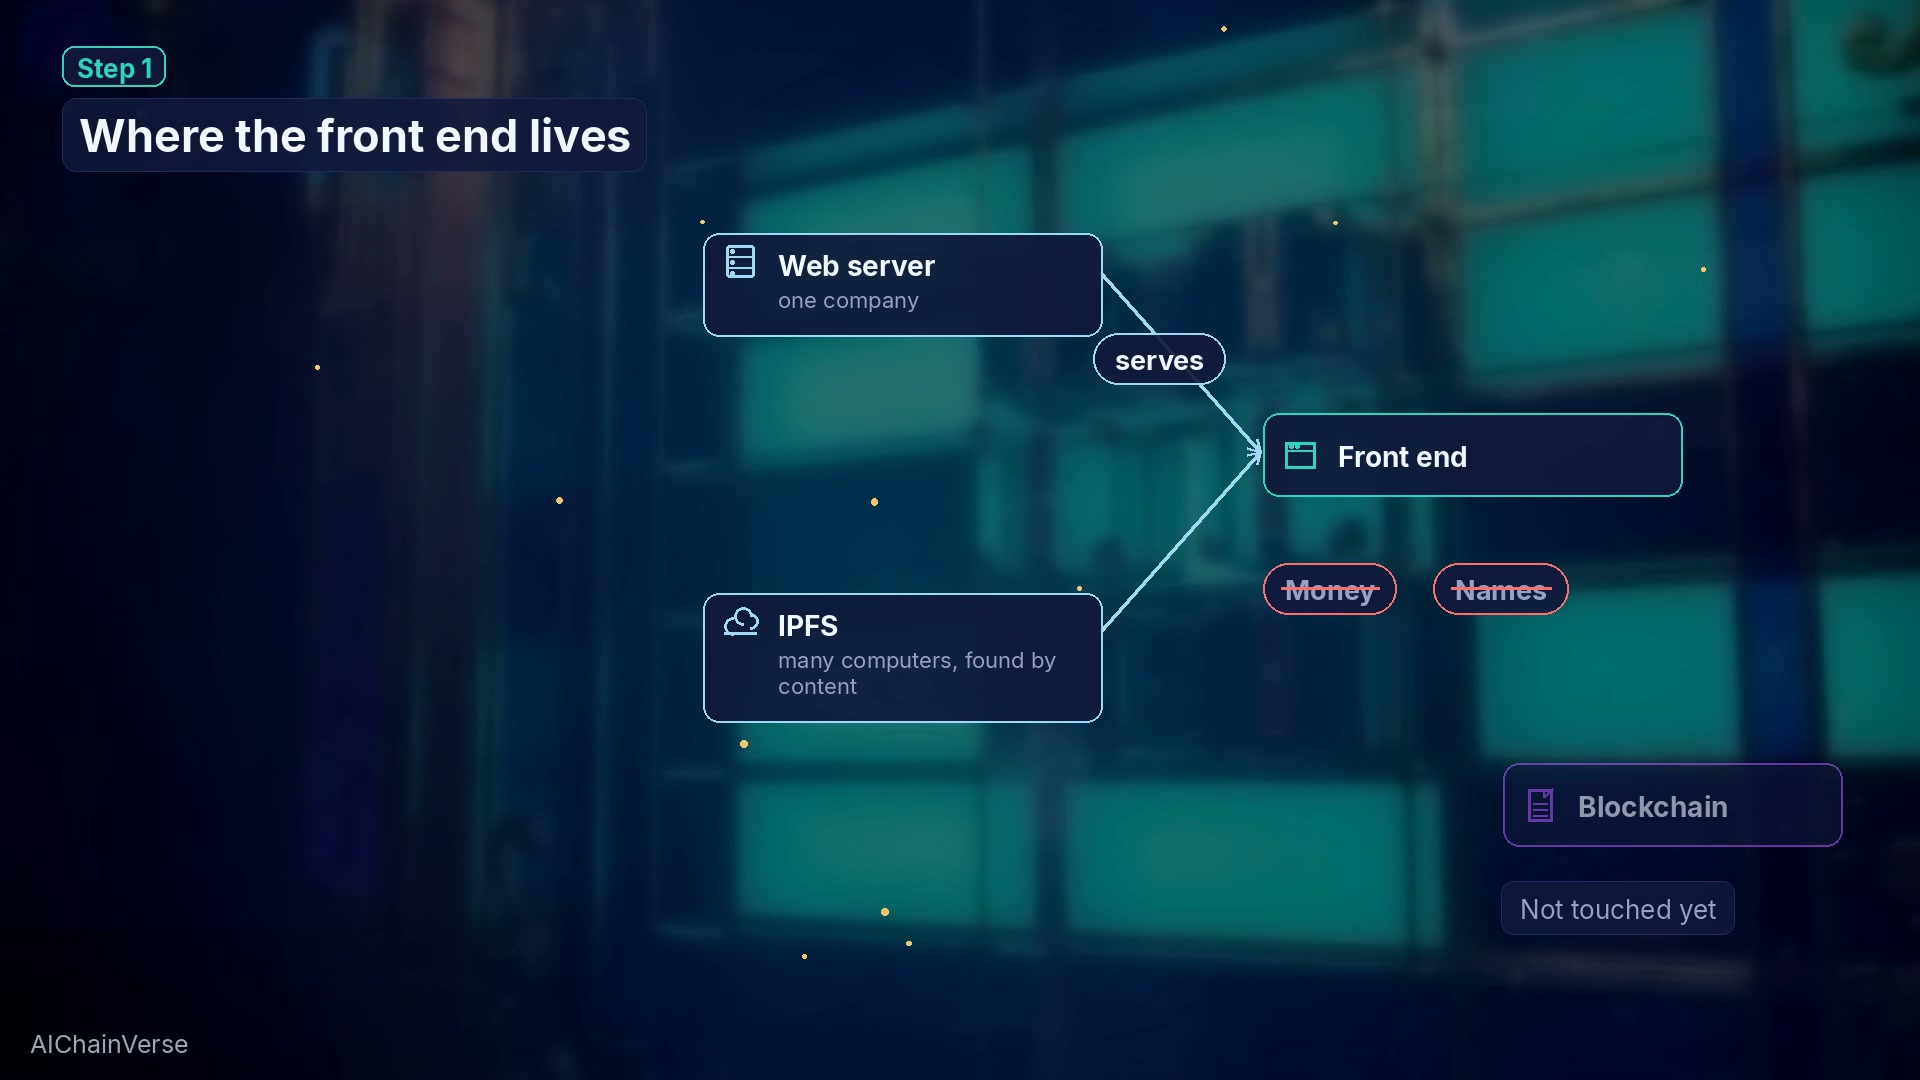 Step 1
Where the front end lives
Web server
one company
serves
Front end
Money
Names
IPFS
many computers, found by
content
Blockchain
Not touched yet
AIChainVerse